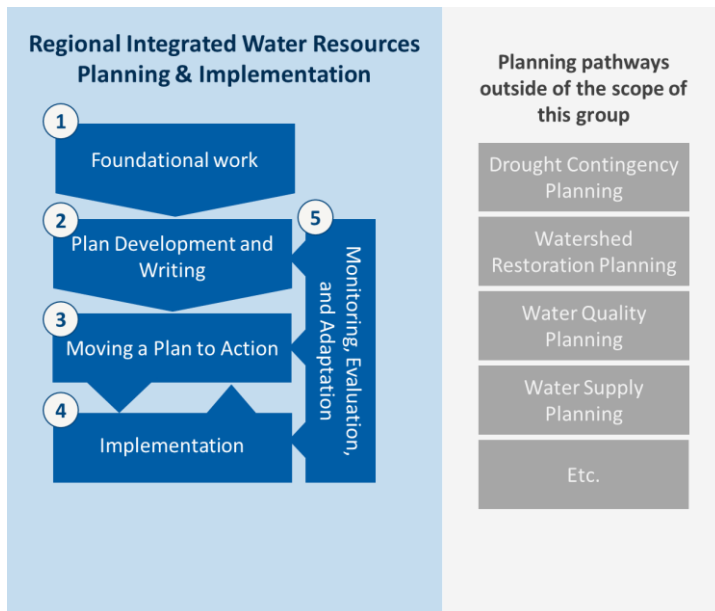 Regional Integrated Water Resources
Planning & Implementation
1
Foundational work
2
Plan Development and
Writing
3
Moving a Plan to Action
4
Implementation
5
Monitoring, Evaluation,
and Adaptation
Planning pathways
outside of the scope of
this group
Drought Contingency
Planning
Watershed
Restoration Planning
Water Quality
Planning
Water Supply
Planning
Etc.